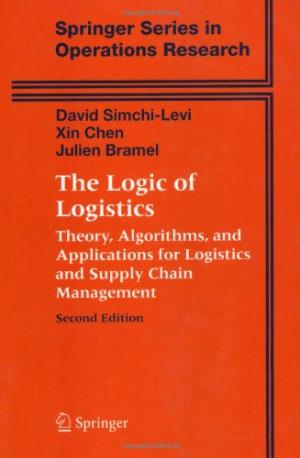 Springer Series in
Operations Research
David Simchi-Levi
Xin Chen
Julien Bramel
The Logic of
Logistics
Theory, Algorithms, and
Applications for Logistics
and Supply Chain
Management
Second Edition
Springer